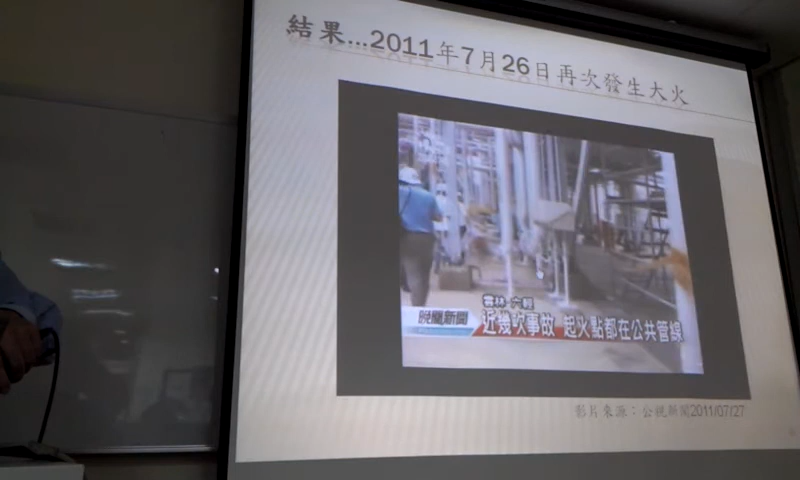 結果...2011年7月26日再次發生大火
雲林 六輕
晚間新聞
近幾次事故 起火點都在公共管線
影片來源：公視新聞2011/07/27